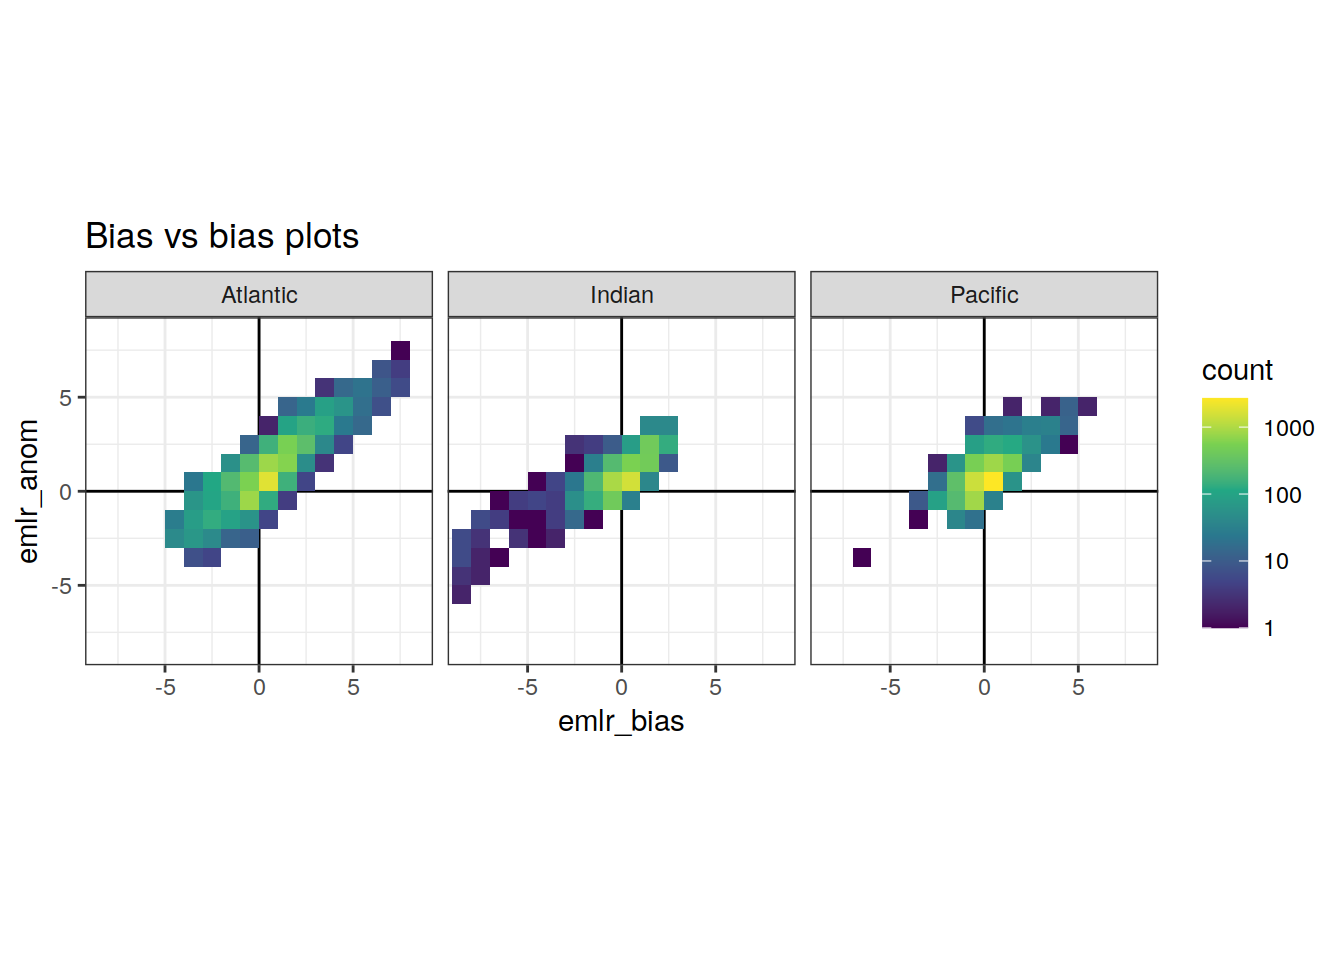 Bias vs bias plots
Atlantic Indian Pacific
count
1000
100
10
1
5
0
-5
emlr_anom
-5 0 5 -5 0 5 -5 0 5
emlr_bias